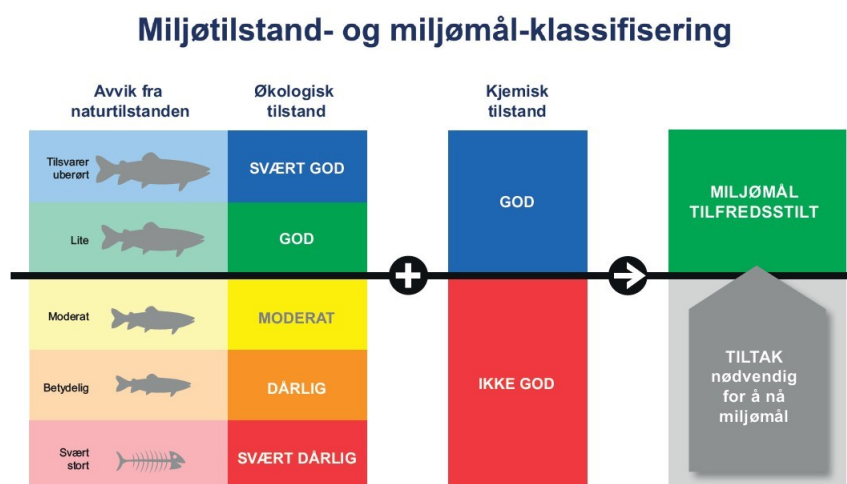 Miljøtilstand- og miljømål-klassifisering
Avvik fra
naturtilstanden
Økologisk
tilstand
Kjemisk
tilstand
Tilsvarer
uberørt
SVÆRT GOD
Lite
GOD
Moderat
MODERAT
Betydelig
DÅRLIG
Svært
stort
SVÆRT DÅRLIG
GOD
IKKE GOD
MILJØMÅL
TILFREDSSTILT
TILTAK
nødvendig
for å nå
miljømål